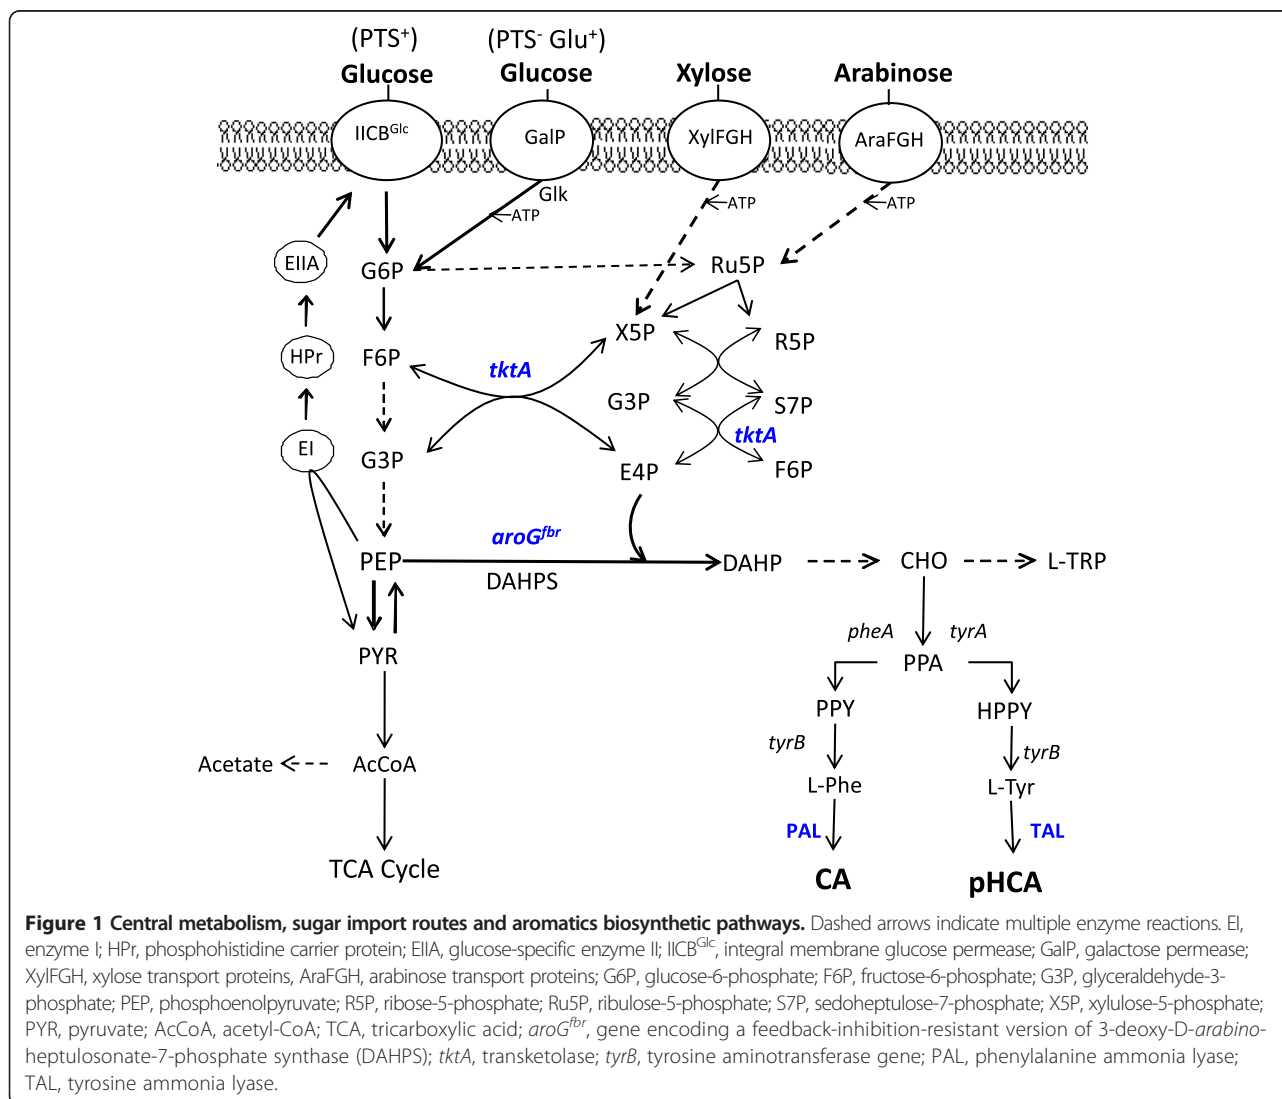 (PTS⁺) (PTS⁻ Glu⁺)
Glucose Glucose Xylose Arabinose
IICB^Glc GalP XylFGH AraFGH
Glk
ATP ATP ATP
EIIA G6P Ru5P
HPr F6P X5P R5P
tktA
G3P S7P
tktA
EI G3P E4P F6P
aroG^fbr
PEP DAHP CHO L-TRP
DAHPS
pheA tyrA
PYR PPA
PPY HPPY
tyrB tyrB
Acetate AcCoA L-Phe L-Tyr
PAL TAL
TCA Cycle CA pHCA
Figure 1 Central metabolism, sugar import routes and aromatics biosynthetic pathways. Dashed arrows indicate multiple enzyme reactions. EI,
enzyme I; HPr, phosphohistidine carrier protein; EIIA, glucose-specific enzyme II; IICB^Glc, integral membrane glucose permease; GalP, galactose permease;
XylFGH, xylose transport proteins, AraFGH, arabinose transport proteins; G6P, glucose-6-phosphate; F6P, fructose-6-phosphate; G3P, glyceraldehyde-3-
phosphate; PEP, phosphoenolpyruvate; R5P, ribose-5-phosphate; Ru5P, ribulose-5-phosphate; S7P, sedoheptulose-7-phosphate; X5P, xylulose-5-phosphate;
PYR, pyruvate; AcCoA, acetyl-CoA; TCA, tricarboxylic acid; aroG^fbr, gene encoding a feedback-inhibition-resistant version of 3-deoxy-D-arabino-
heptulosonate-7-phosphate synthase (DAHPS); tktA, transketolase; tyrB, tyrosine aminotransferase gene; PAL, phenylalanine ammonia lyase;
TAL, tyrosine ammonia lyase.